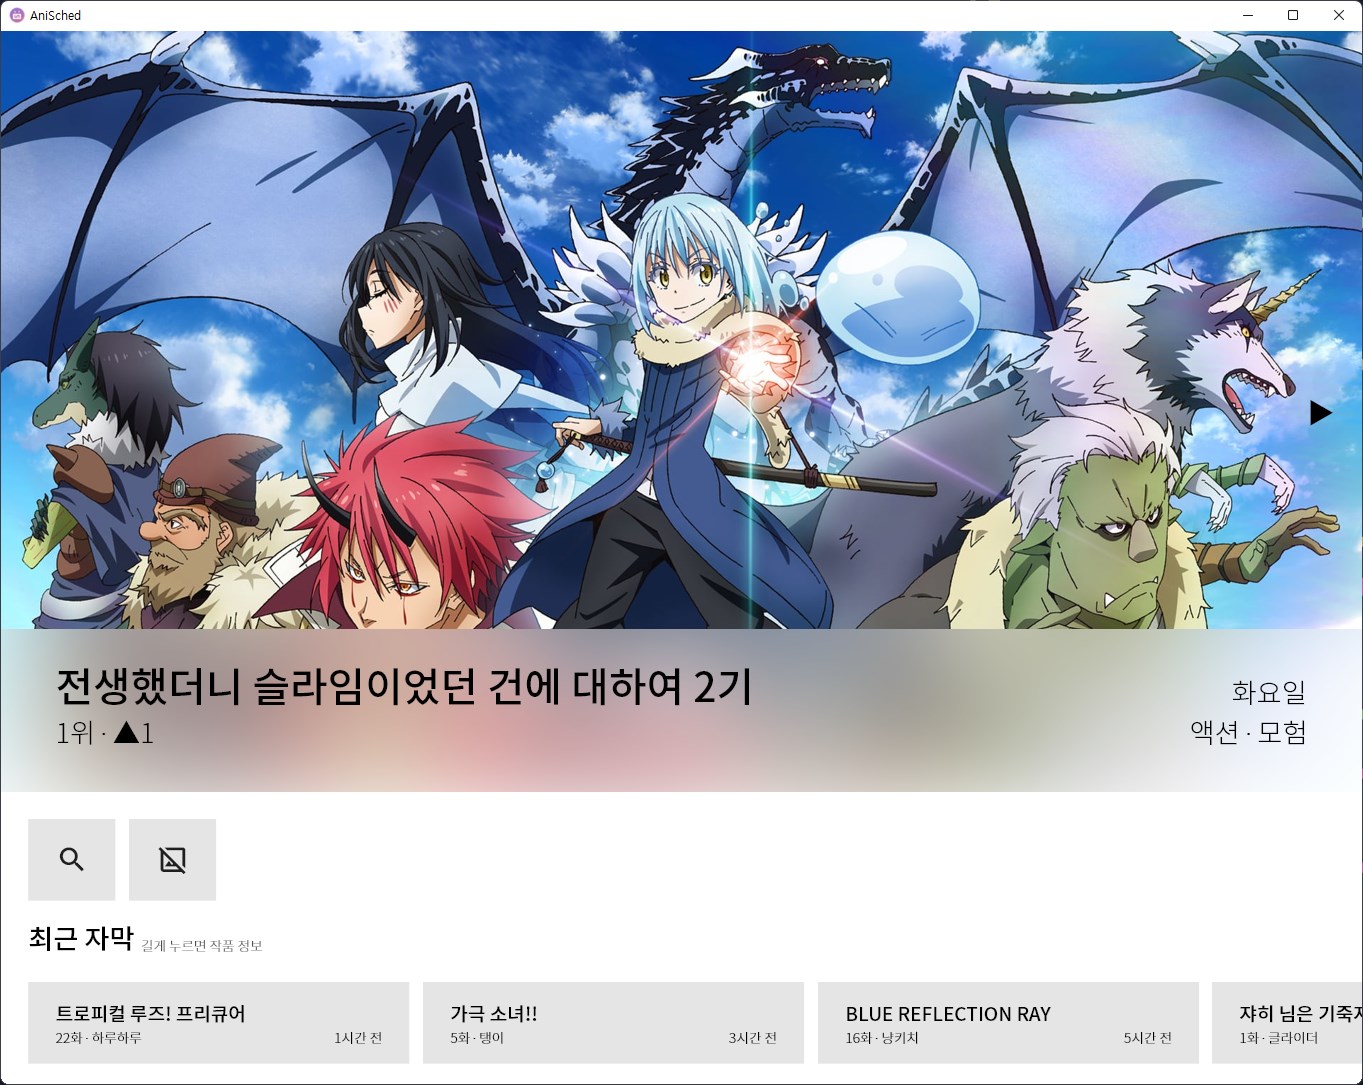 AniSched
전생했더니 슬라임이었던 건에 대하여 2기
1위 · ▲1
화요일
액션 · 모험
최근 자막 길게 누르면 작품 정보
트로피컬 루즈! 프리큐어
22화 · 하루하루 1시간 전
가극 소녀!!
5화 · 탱이 3시간 전
BLUE REFLECTION RAY
16화 · 냥키치 5시간 전
쟈히 님은 기죽지
1화 · 글라이더